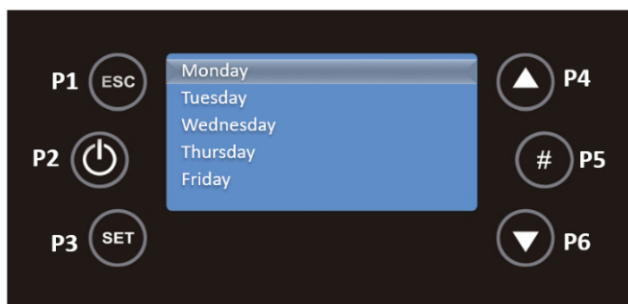 P1 ESC
P2
P3 SET
Monday
Tuesday
Wednesday
Thursday
Friday
P4
# P5
P6